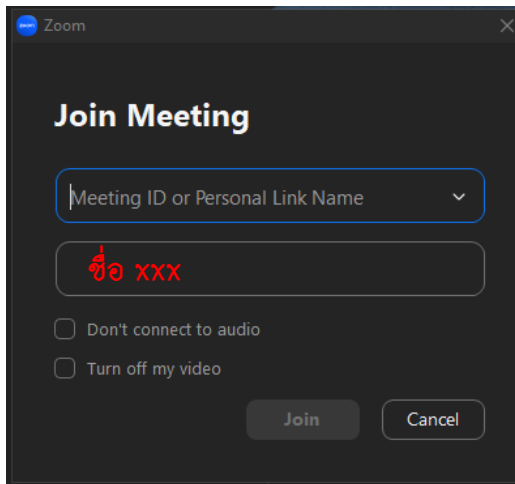 Zoom
Join Meeting
Meeting ID or Personal Link Name
ชื่อ xxx
Don't connect to audio
Turn off my video
Join Cancel